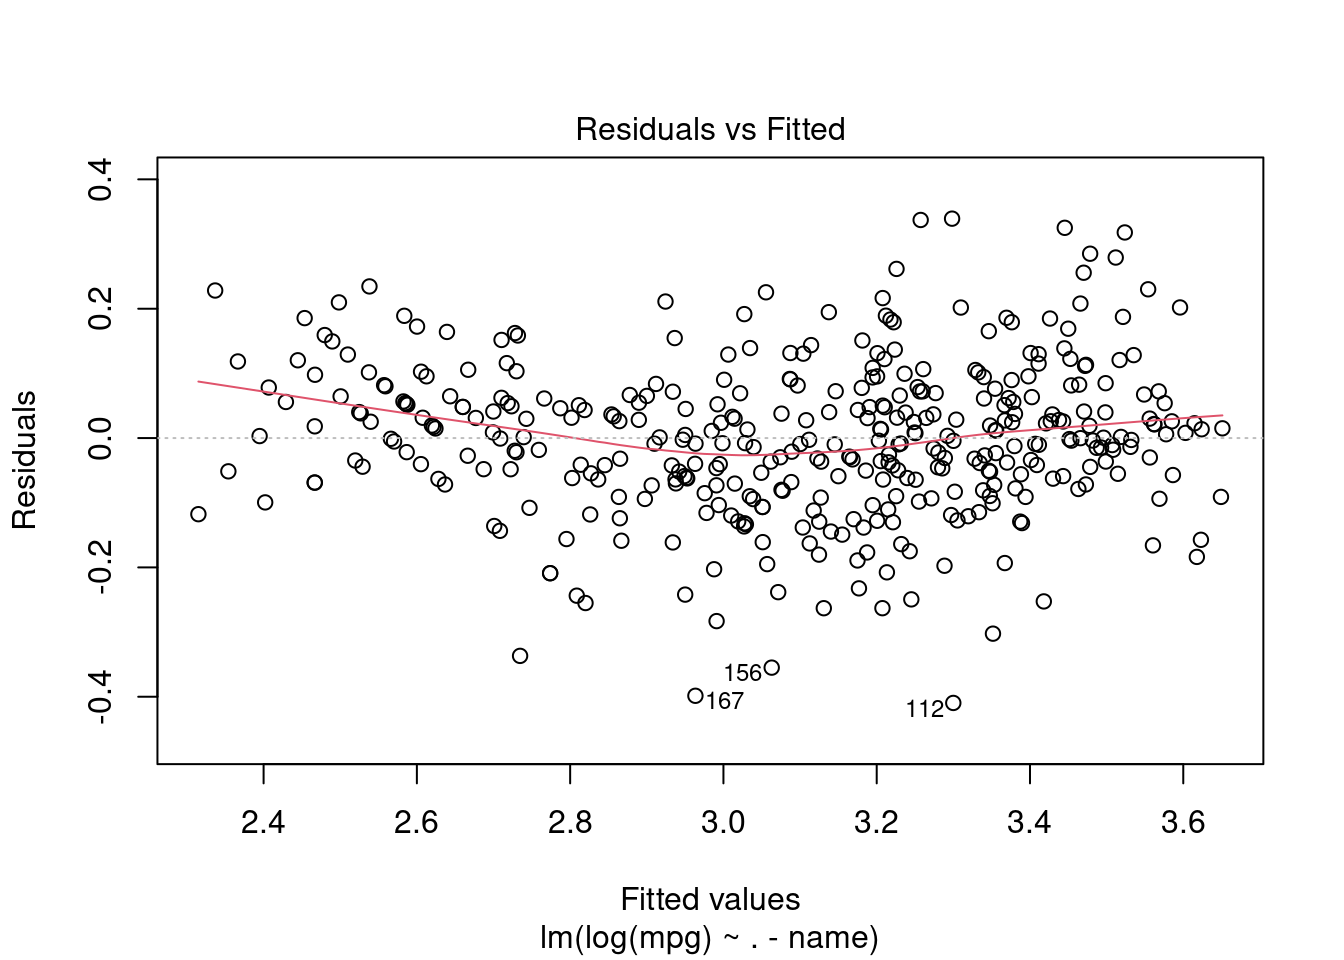 Residuals vs Fitted
0.4
0.2
0.0
-0.2
-0.4
Residuals
156
167
112
2.4 2.6 2.8 3.0 3.2 3.4 3.6
Fitted values
lm(log(mpg) ~ . - name)